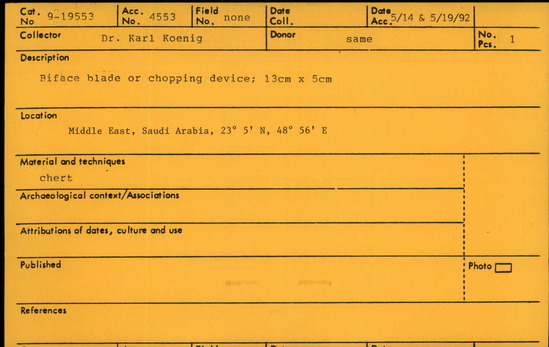 Cat. No 9-19553 Acc. No. 4553 Field No. none Date Coll. Date Acc. 5/14 & 5/19/92
Collector Dr. Karl Koenig Donor same No. Pcs. 1
Description
Biface blade or chopping device; 13cm x 5cm
Location
Middle East, Saudi Arabia, 23° 5' N, 48° 56' E
Material and techniques
chert
Archaeological context/Associations
Attributions of dates, culture and use
Published Photo
References